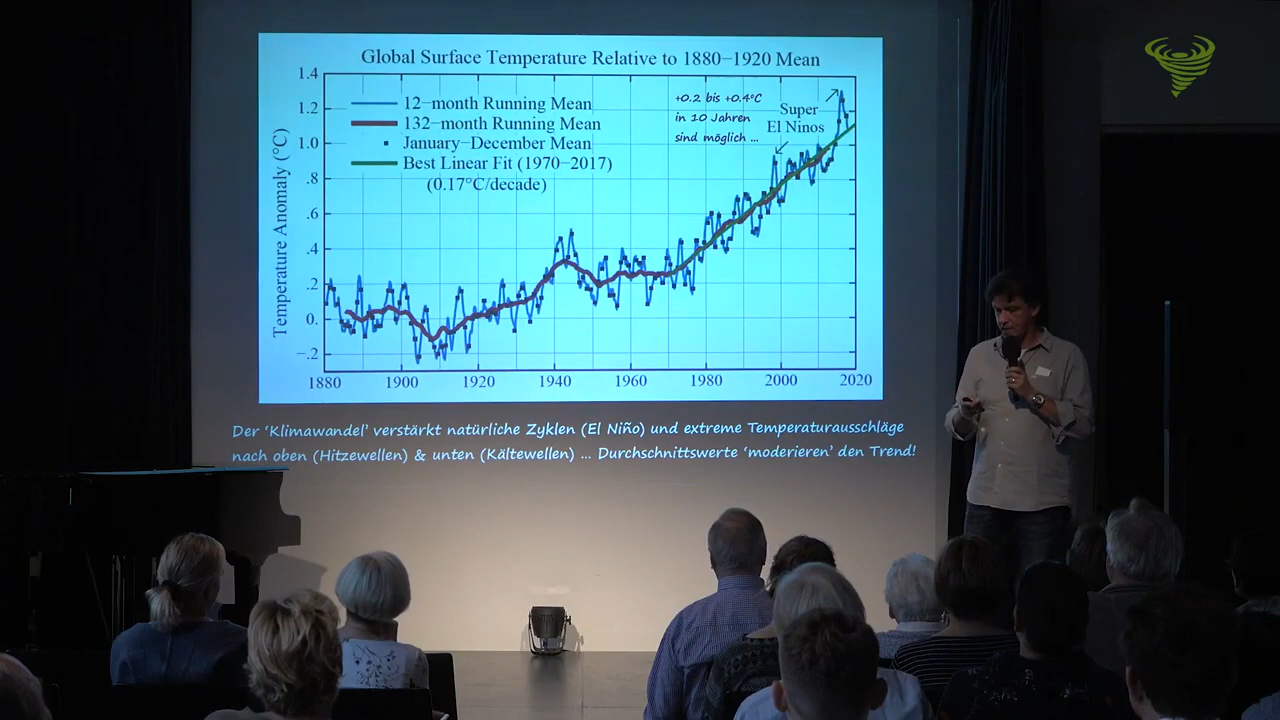 Global Surface Temperature Relative to 1880−1920 Mean
1.4
1.2
1.0
.8
.6
.4
.2
0.
−.2
Temperature Anomaly (°C)
12−month Running Mean
132−month Running Mean
January−December Mean
Best Linear Fit (1970−2017)
(0.17°C/decade)
+0.2 bis +0.4°C
in 10 Jahren
sind möglich ...
Super
El Ninos
1880 1900 1920 1940 1960 1980 2000 2020
Der ‘Klimawandel’ verstärkt natürliche Zyklen (El Niño) und extreme Temperaturausschläge
nach oben (Hitzewellen) & unten (Kältewellen) ... Durchschnittswerte ‘moderieren’ den Trend!